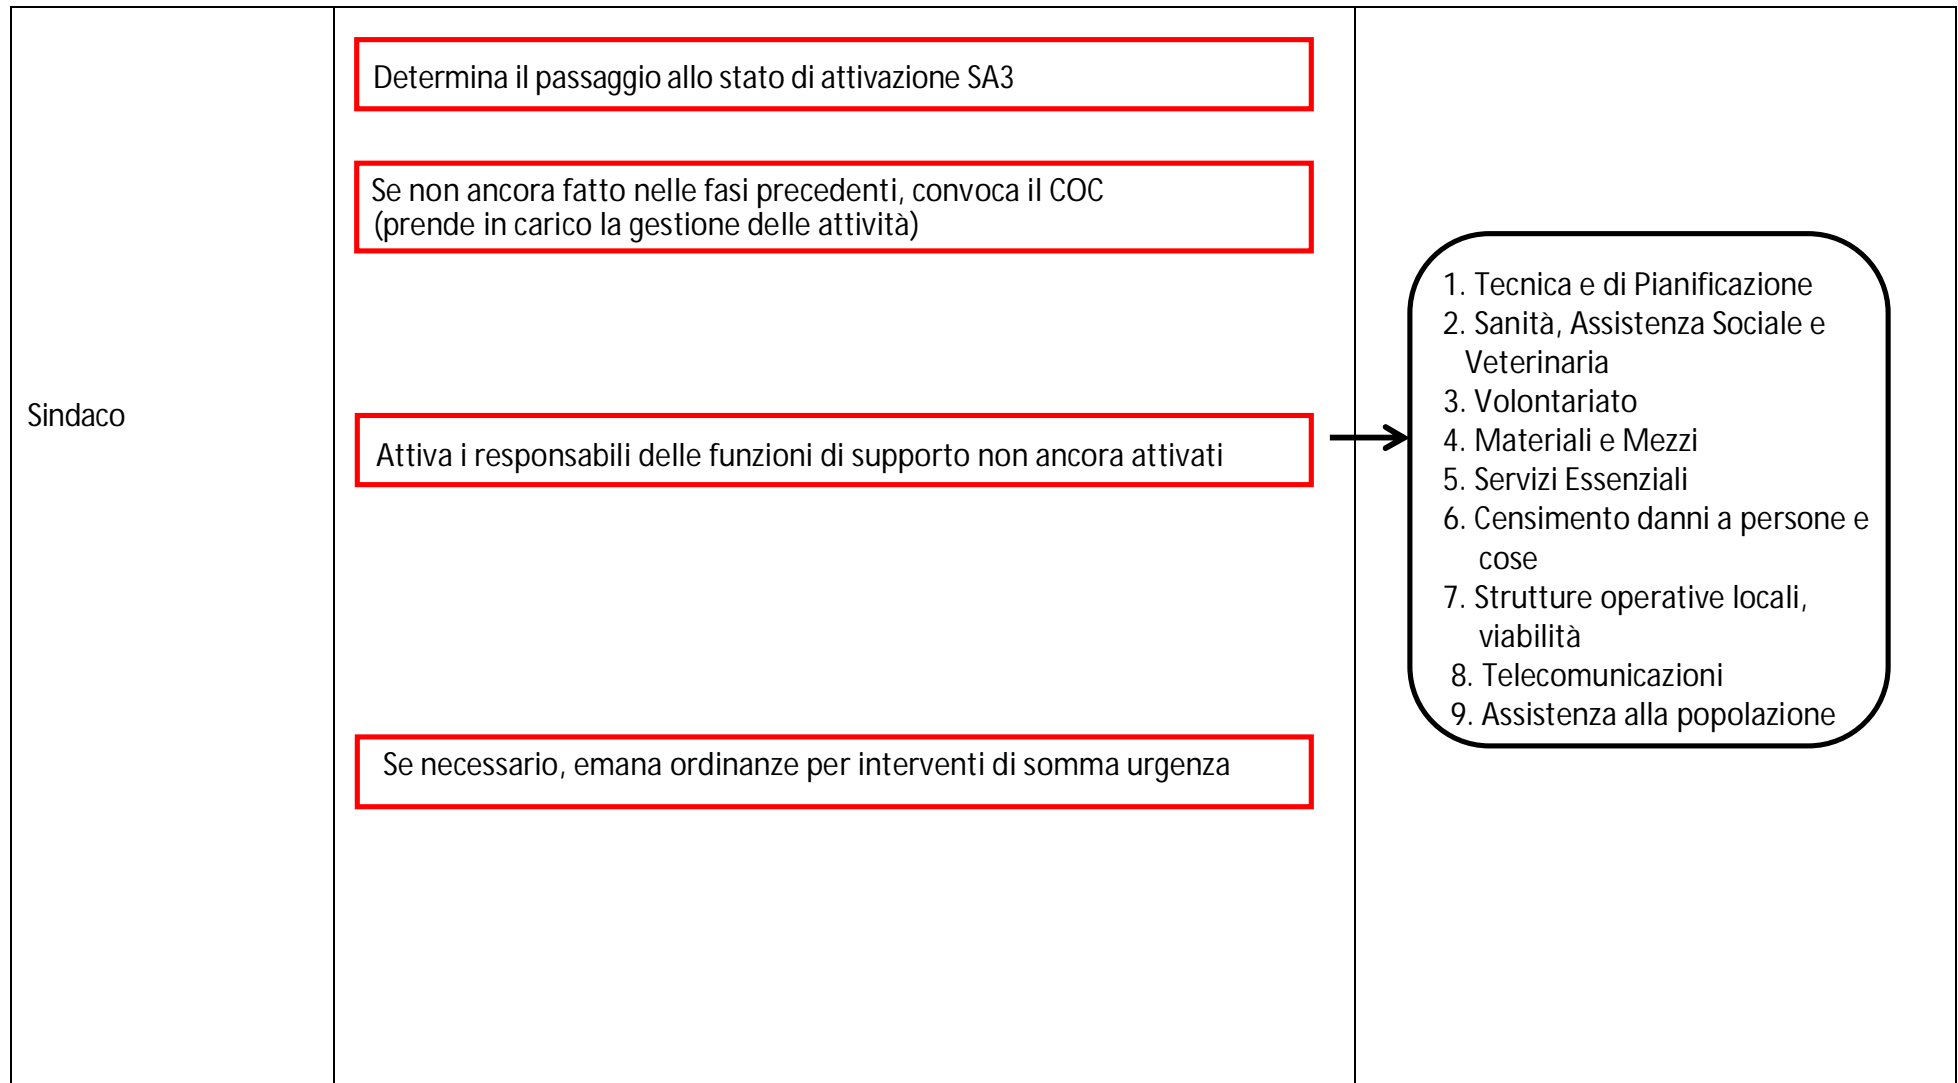 Sindaco
Determina il passaggio allo stato di attivazione SA3
Se non ancora fatto nelle fasi precedenti, convoca il COC
(prende in carico la gestione delle attività)
Attiva i responsabili delle funzioni di supporto non ancora attivati
Se necessario, emana ordinanze per interventi di somma urgenza
1. Tecnica e di Pianificazione
2. Sanità, Assistenza Sociale e
Veterinaria
3. Volontariato
4. Materiali e Mezzi
5. Servizi Essenziali
6. Censimento danni a persone e
cose
7. Strutture operative locali,
viabilità
8. Telecomunicazioni
9. Assistenza alla popolazione